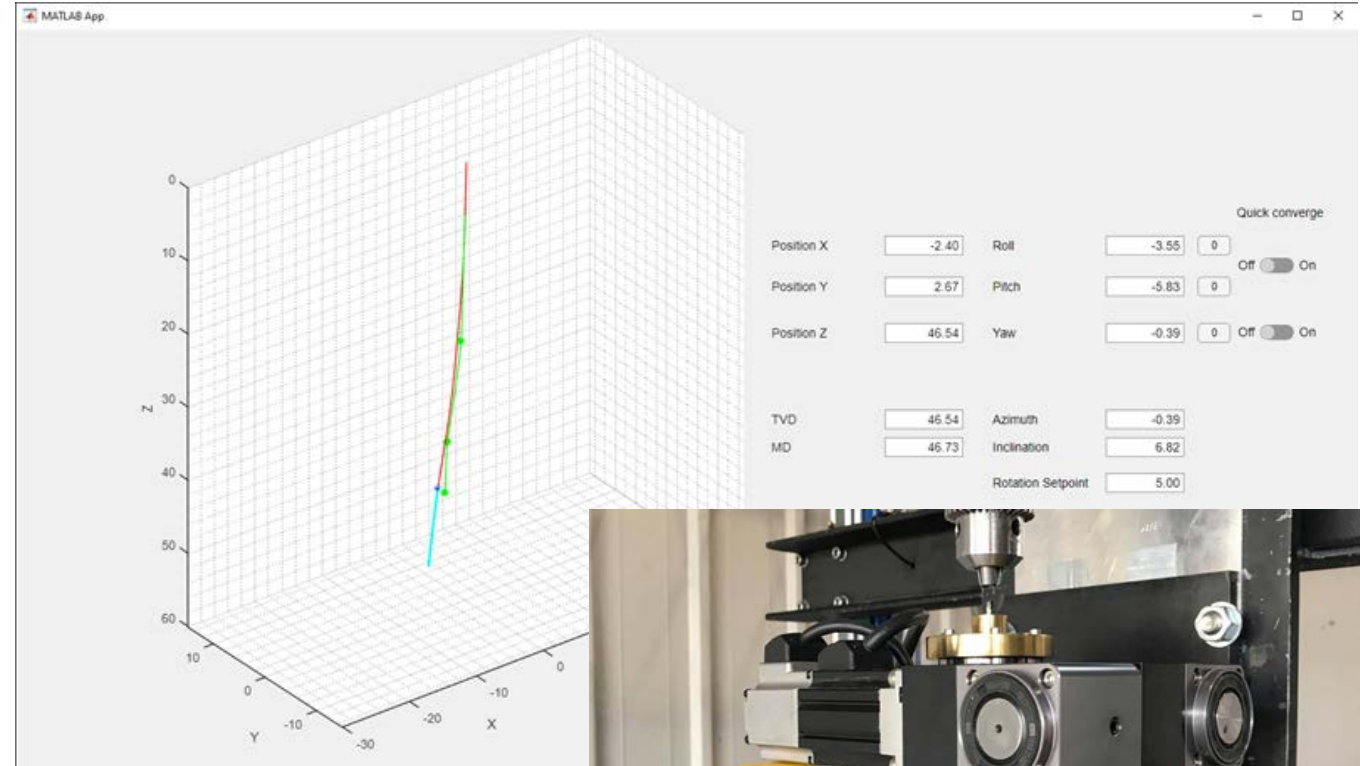 MATLAB App
0
10
20
30
40
50
60
Z
10
0
-10
Y
-30
-20
-10
0
X
Quick converge
Position X -2.40 Roll -3.55 0
Off On
Position Y 2.67 Pitch -5.83 0
Position Z 46.54 Yaw -0.39 0 Off On
TVD 46.54 Azimuth -0.39
MD 46.73 Inclination 6.82
Rotation Setpoint 5.00